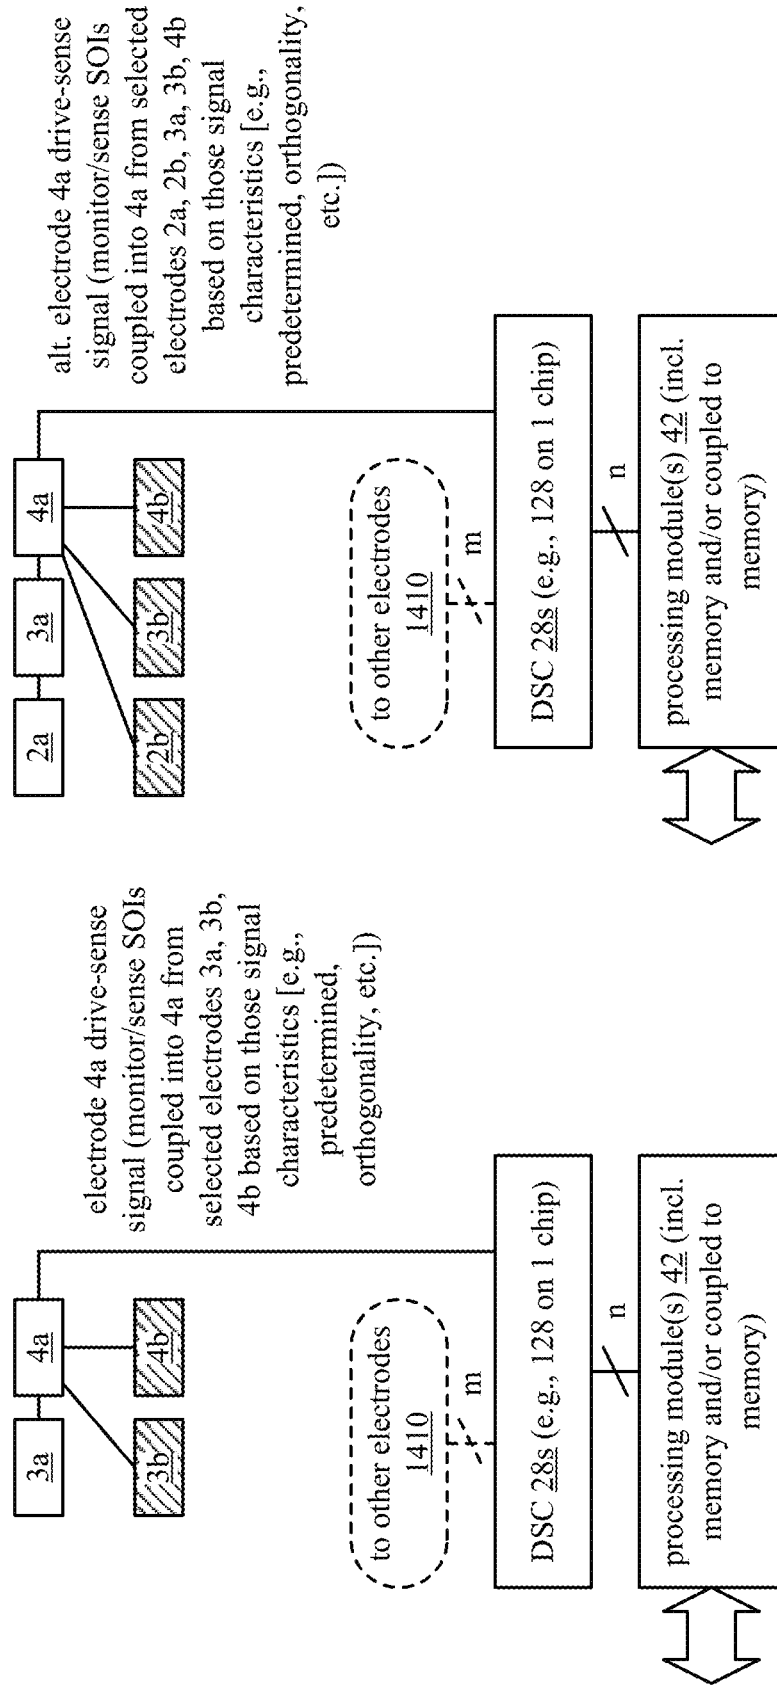 3a
4a
3b
4b
electrode 4a drive-sense
signal (monitor/sense SOIs
coupled into 4a from
selected electrodes 3a, 3b,
4b based on those signal
characteristics [e.g.,
predetermined,
orthogonality, etc.])
to other electrodes
1410
m
DSC 28s (e.g., 128 on 1 chip)
n
processing module(s) 42 (incl.
memory and/or coupled to
memory)
2a
3a
4a
2b
3b
4b
alt. electrode 4a drive-sense
signal (monitor/sense SOIs
coupled into 4a from selected
electrodes 2a, 2b, 3a, 3b, 4b
based on those signal
characteristics [e.g.,
predetermined, orthogonality,
etc.])
to other electrodes
1410
m
DSC 28s (e.g., 128 on 1 chip)
n
processing module(s) 42 (incl.
memory and/or coupled to
memory)